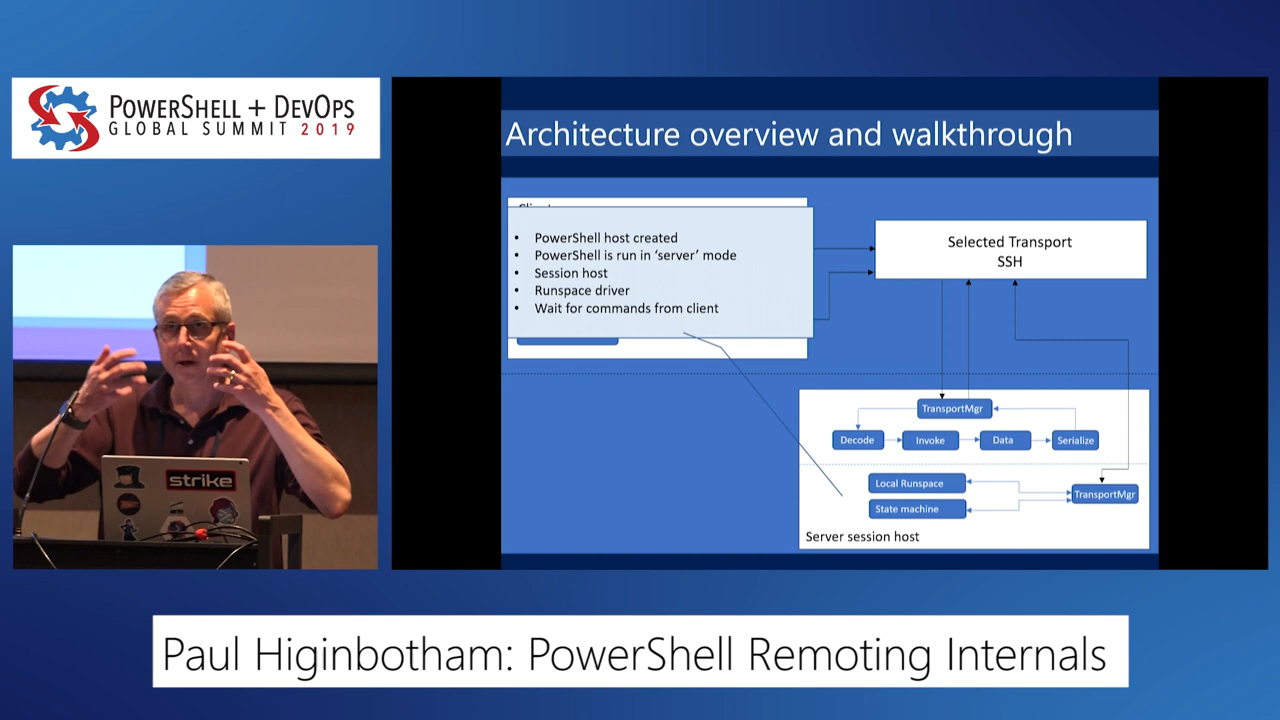 POWERSHELL + DEVOPS
GLOBAL SUMMIT 2019
Architecture overview and walkthrough
• PowerShell host created
• PowerShell is run in 'server' mode
• Session host
• Runspace driver
• Wait for commands from client
Selected Transport
SSH
TransportMgr
Decode
Invoke
Data
Serialize
Local Runspace
TransportMgr
State machine
Server session host
strike
Paul Higinbotham: PowerShell Remoting Internals